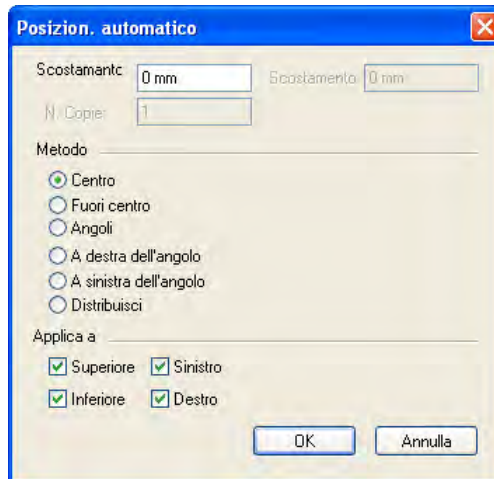 Posizion. automatico
Scostamantc 0 mm Scostamento 0 mm
N. Copie: 1
Metodo
Centro
Fuori centro
Angoli
A destra dell'angolo
A sinistra dell'angolo
Distribuisci
Applica a
Superiore Sinistro
Inferiore Destro
OK Annulla